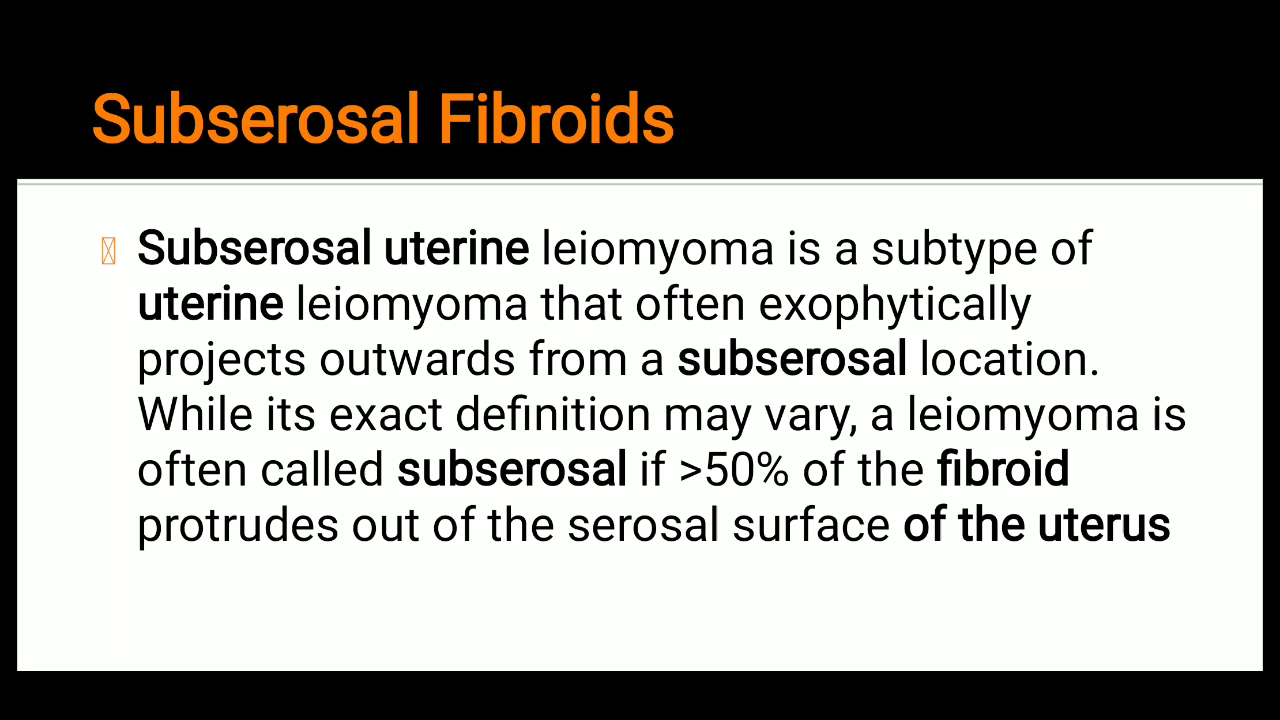 Subserosal Fibroids
Subserosal uterine leiomyoma is a subtype of
uterine leiomyoma that often exophytically
projects outwards from a subserosal location.
While its exact definition may vary, a leiomyoma is
often called subserosal if >50% of the fibroid
protrudes out of the serosal surface of the uterus